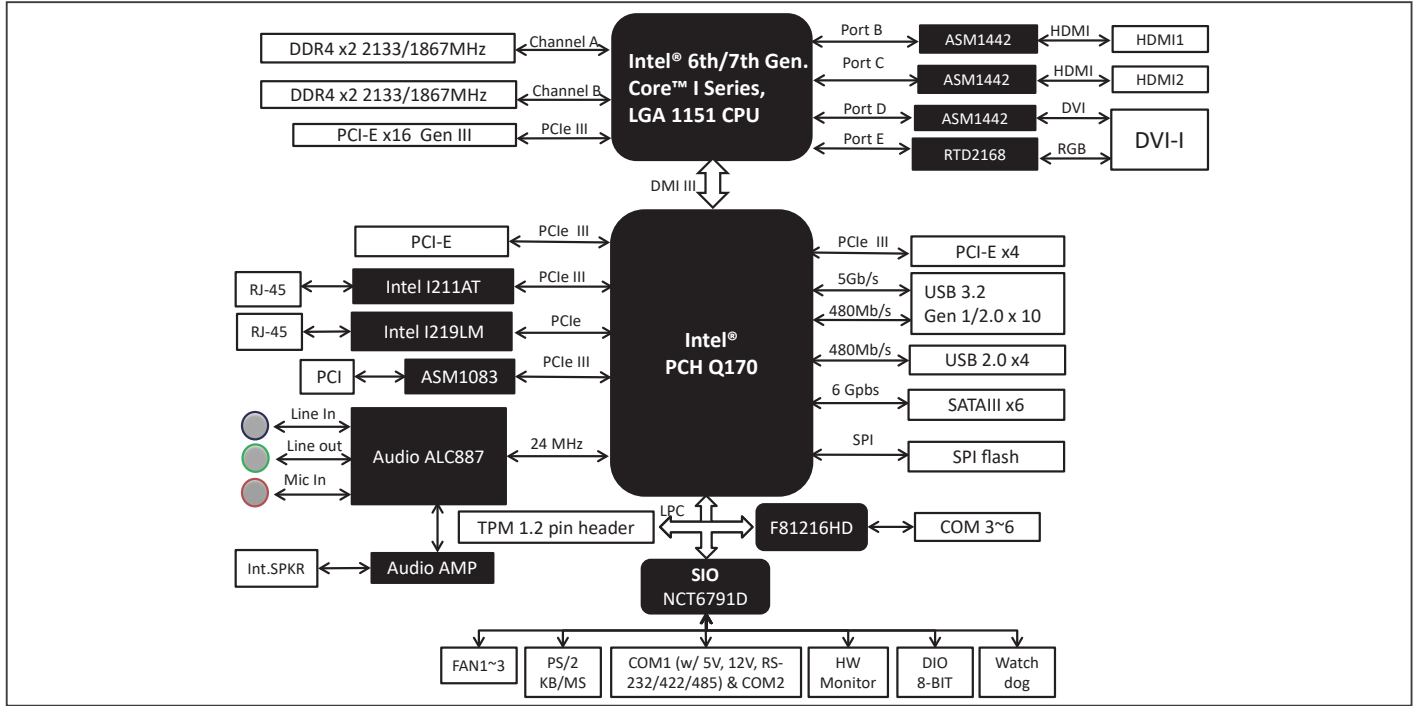 DDR4 x2 2133/1867MHz
Channel A
DDR4 x2 2133/1867MHz
Channel B
PCI-E x16 Gen III
PCIe III
Intel® 6th/7th Gen.
Core™ I Series,
LGA 1151 CPU
Port B
ASM1442
HDMI
HDMI1
Port C
ASM1442
HDMI
HDMI2
Port D
ASM1442
DVI
Port E
RTD2168
RGB
DVI-I
DMI III
PCI-E
PCIe III
RJ-45
Intel I211AT
PCIe III
RJ-45
Intel I219LM
PCIe
PCI
ASM1083
PCIe III
Line In
Line out
Mic In
Audio ALC887
24 MHz
Int.SPKR
Audio AMP
Intel®
PCH Q170
PCIe III
PCI-E x4
5Gb/s
480Mb/s
USB 3.2
Gen 1/2.0 x 10
480Mb/s
USB 2.0 x4
6 Gpbs
SATAIII x6
SPI
SPI flash
LPC
TPM 1.2 pin header
F81216HD
COM 3~6
SIO
NCT6791D
FAN1~3
PS/2
KB/MS
COM1 (w/ 5V, 12V, RS-
232/422/485) & COM2
HW
Monitor
DIO
8-BIT
Watch
dog